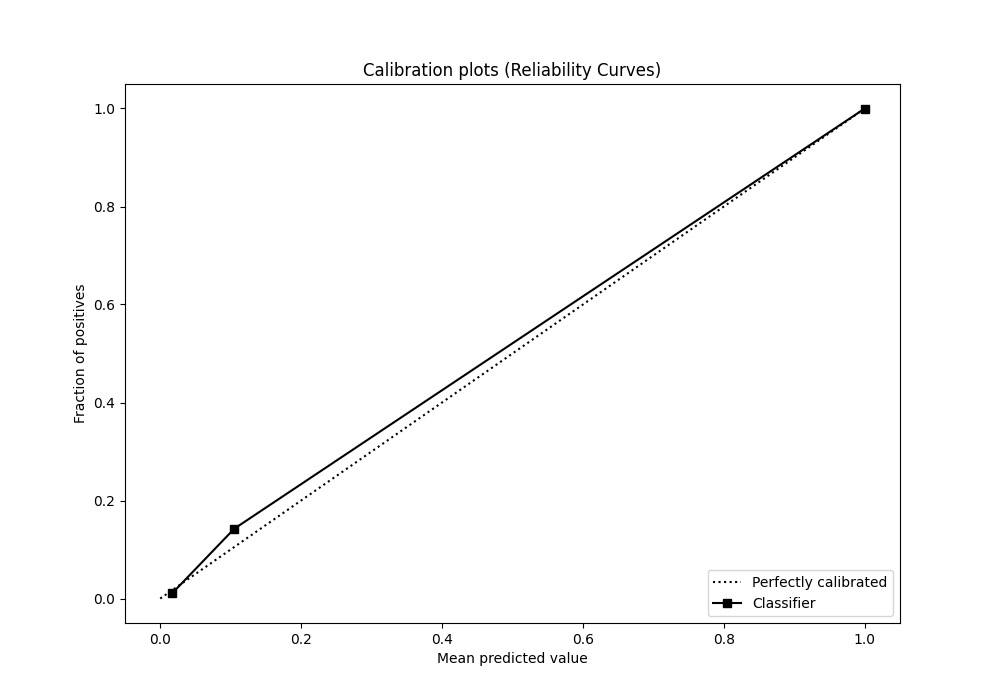 Calibration plots (Reliability Curves)
Fraction of positives
1.0
0.8
0.6
0.4
0.2
0.0
0.0 0.2 0.4 0.6 0.8 1.0
Mean predicted value
Perfectly calibrated
Classifier